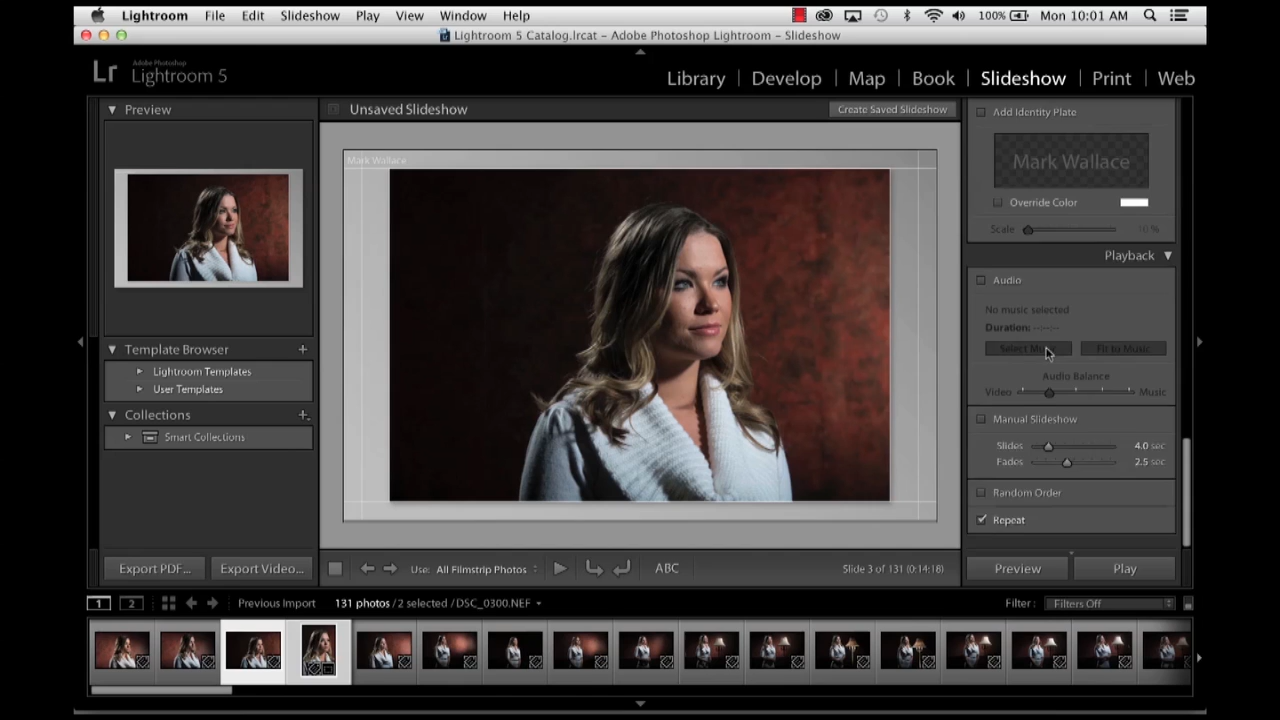 Lightroom File Edit Slideshow Play View Window Help 100% Mon 10:01 AM
Lightroom 5 Catalog.lrcat – Adobe Photoshop Lightroom – Slideshow
Lr Adobe Photoshop Lightroom 5
Library | Develop | Map | Book | Slideshow | Print | Web
Preview
Template Browser
Lightroom Templates
User Templates
Collections
Smart Collections
Export PDF... Export Video...
Unsaved Slideshow Create Saved Slideshow
Mark Wallace
Use: All Filmstrip Photos ABC Slide 3 of 131 (0:14:18)
Add Identity Plate
Mark Wallace
Override Color
Scale 10 %
Playback
Audio
No music selected
Duration: --:--:--
Select Fit to Music
Audio Balance
Video Music
Manual Slideshow
Slides 4.0 sec
Fades 2.5 sec
Random Order
Repeat
Preview Play
1 2 Previous Import 131 photos / 2 selected / DSC_0300.NEF Filter : Filters Off